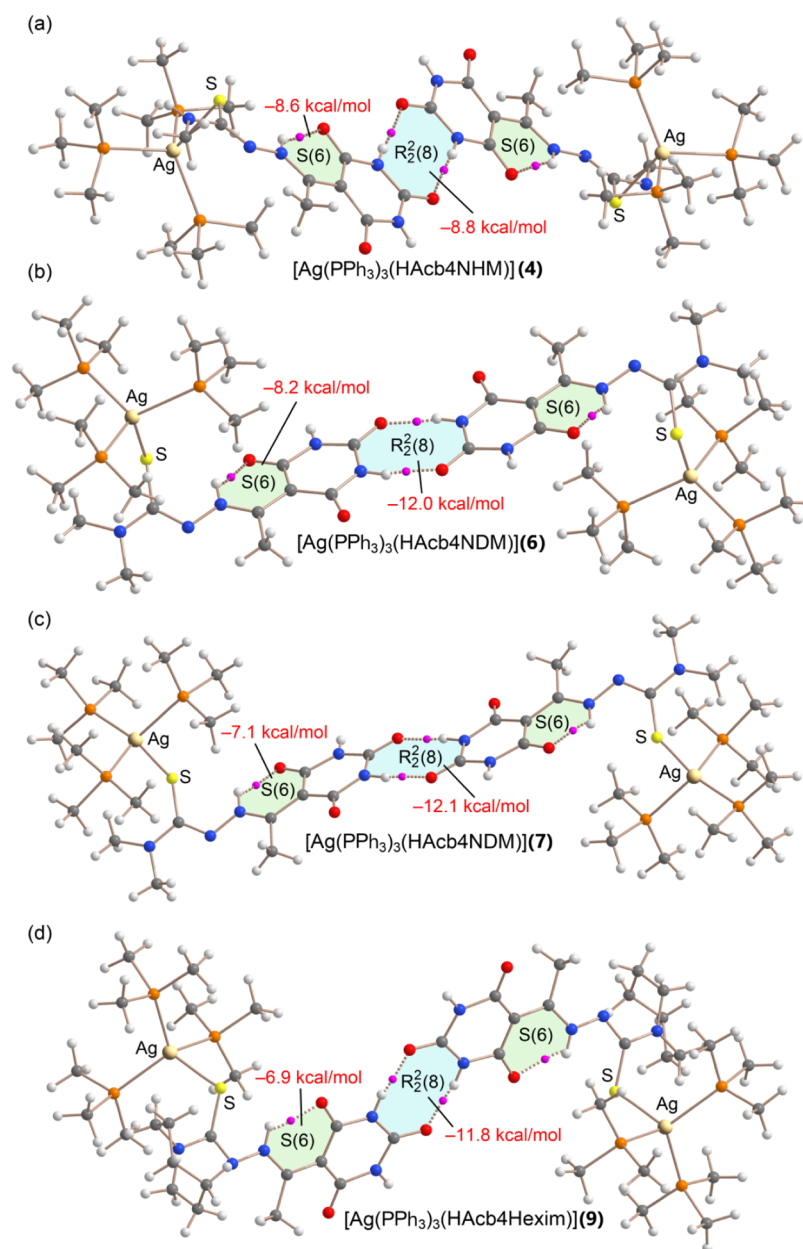 (a)
S
–8.6 kcal/mol
Ag
S(6)
R²₂(8)
S(6)
Ag
S
–8.8 kcal/mol
[Ag(PPh₃)₃(HAcb4NHM)](4)
(b)
Ag
–8.2 kcal/mol
S(6)
S
R²₂(8)
S
S(6)
Ag
–12.0 kcal/mol
[Ag(PPh₃)₃(HAcb4NDM)](6)
(c)
Ag
–7.1 kcal/mol
S(6)
S
R²₂(8)
S
S(6)
Ag
–12.1 kcal/mol
[Ag(PPh₃)₃(HAcb4NDM)](7)
(d)
Ag
S(6)
–6.9 kcal/mol
S
R²₂(8)
S
Ag
S(6)
–11.8 kcal/mol
[Ag(PPh₃)₃(HAcb4Hexim)](9)